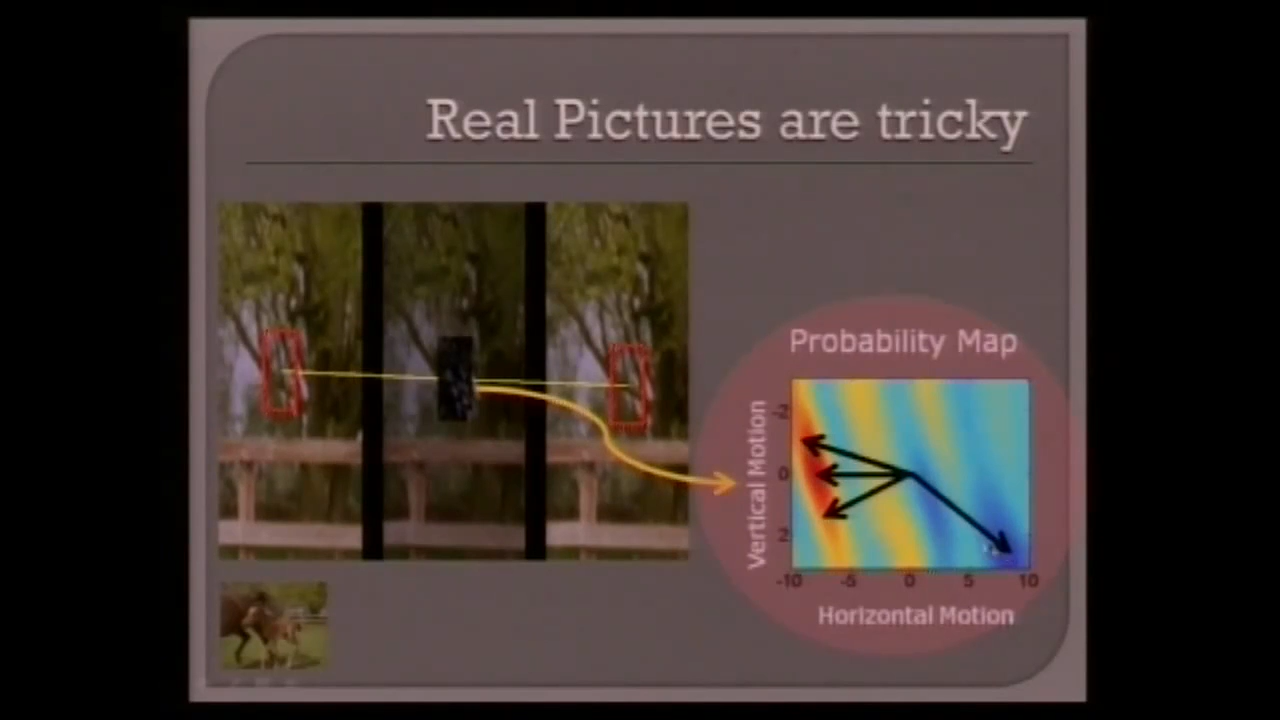 Real Pictures are tricky
Probability Map
Vertical Motion
-2
0
2
-10 -5 0 5 10
Horizontal Motion